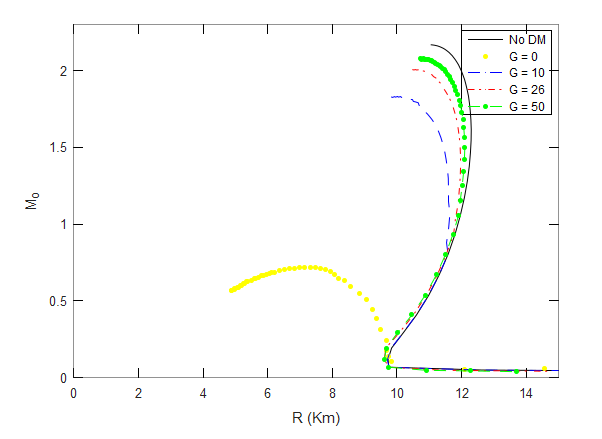 No DM
G = 0
G = 10
G = 26
G = 50
2
1.5
1
0.5
0
M₀
0 2 4 6 8 10 12 14
R (Km)